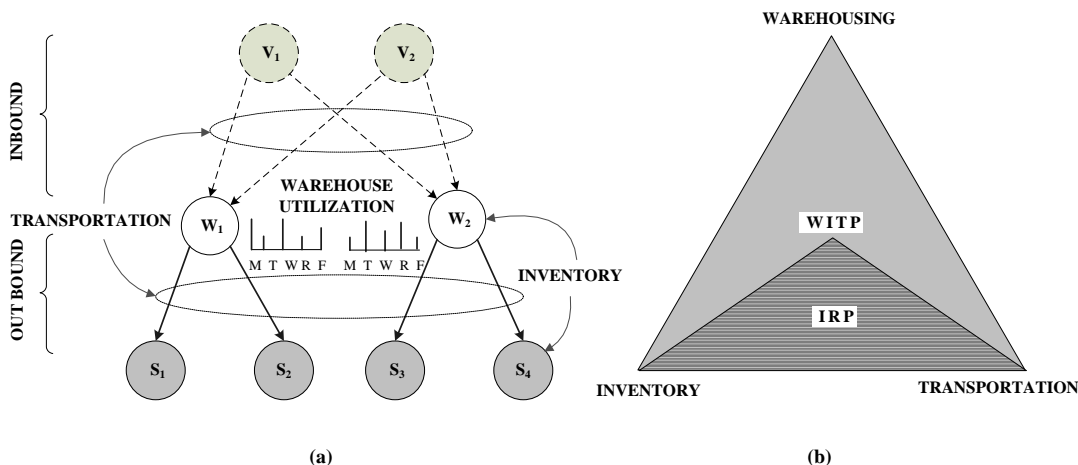 V1
V2
INBOUND
WAREHOUSE
UTILIZATION
TRANSPORTATION
W1
W2
M T W R F
M T W R F
INVENTORY
OUT BOUND
S1
S2
S3
S4
(a)
WAREHOUSING
WITP
IRP
INVENTORY
TRANSPORTATION
(b)